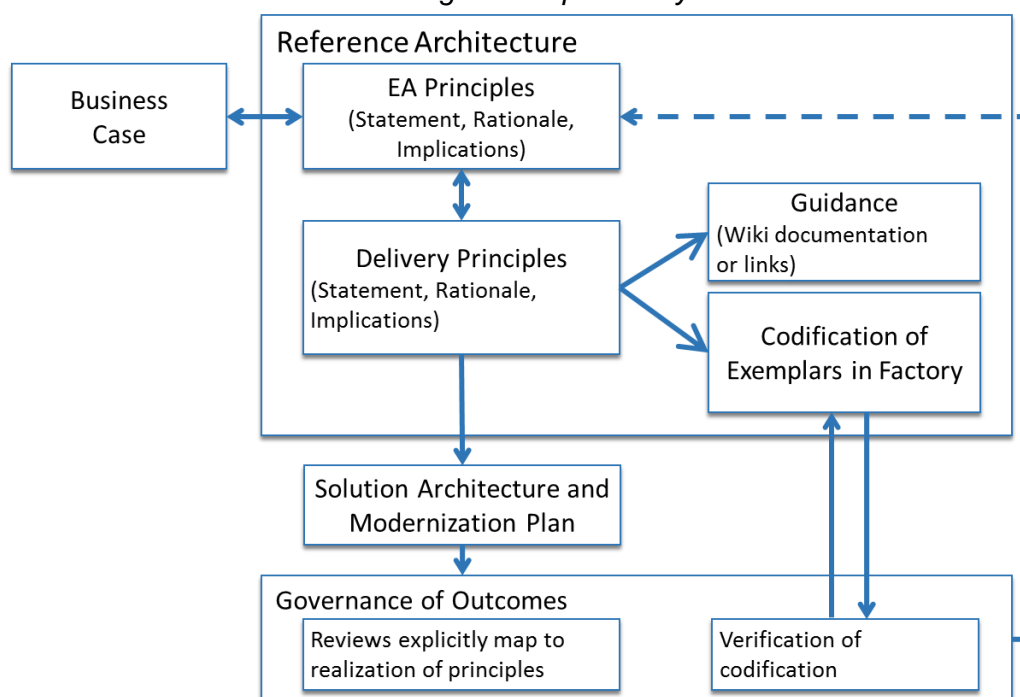 Reference Architecture
Business
Case
EA Principles
(Statement, Rationale,
Implications)
Delivery Principles
(Statement, Rationale,
Implications)
Guidance
(Wiki documentation
or links)
Codification of
Exemplars in Factory
Solution Architecture and
Modernization Plan
Governance of Outcomes
Reviews explicitly map to
realization of principles
Verification of
codification